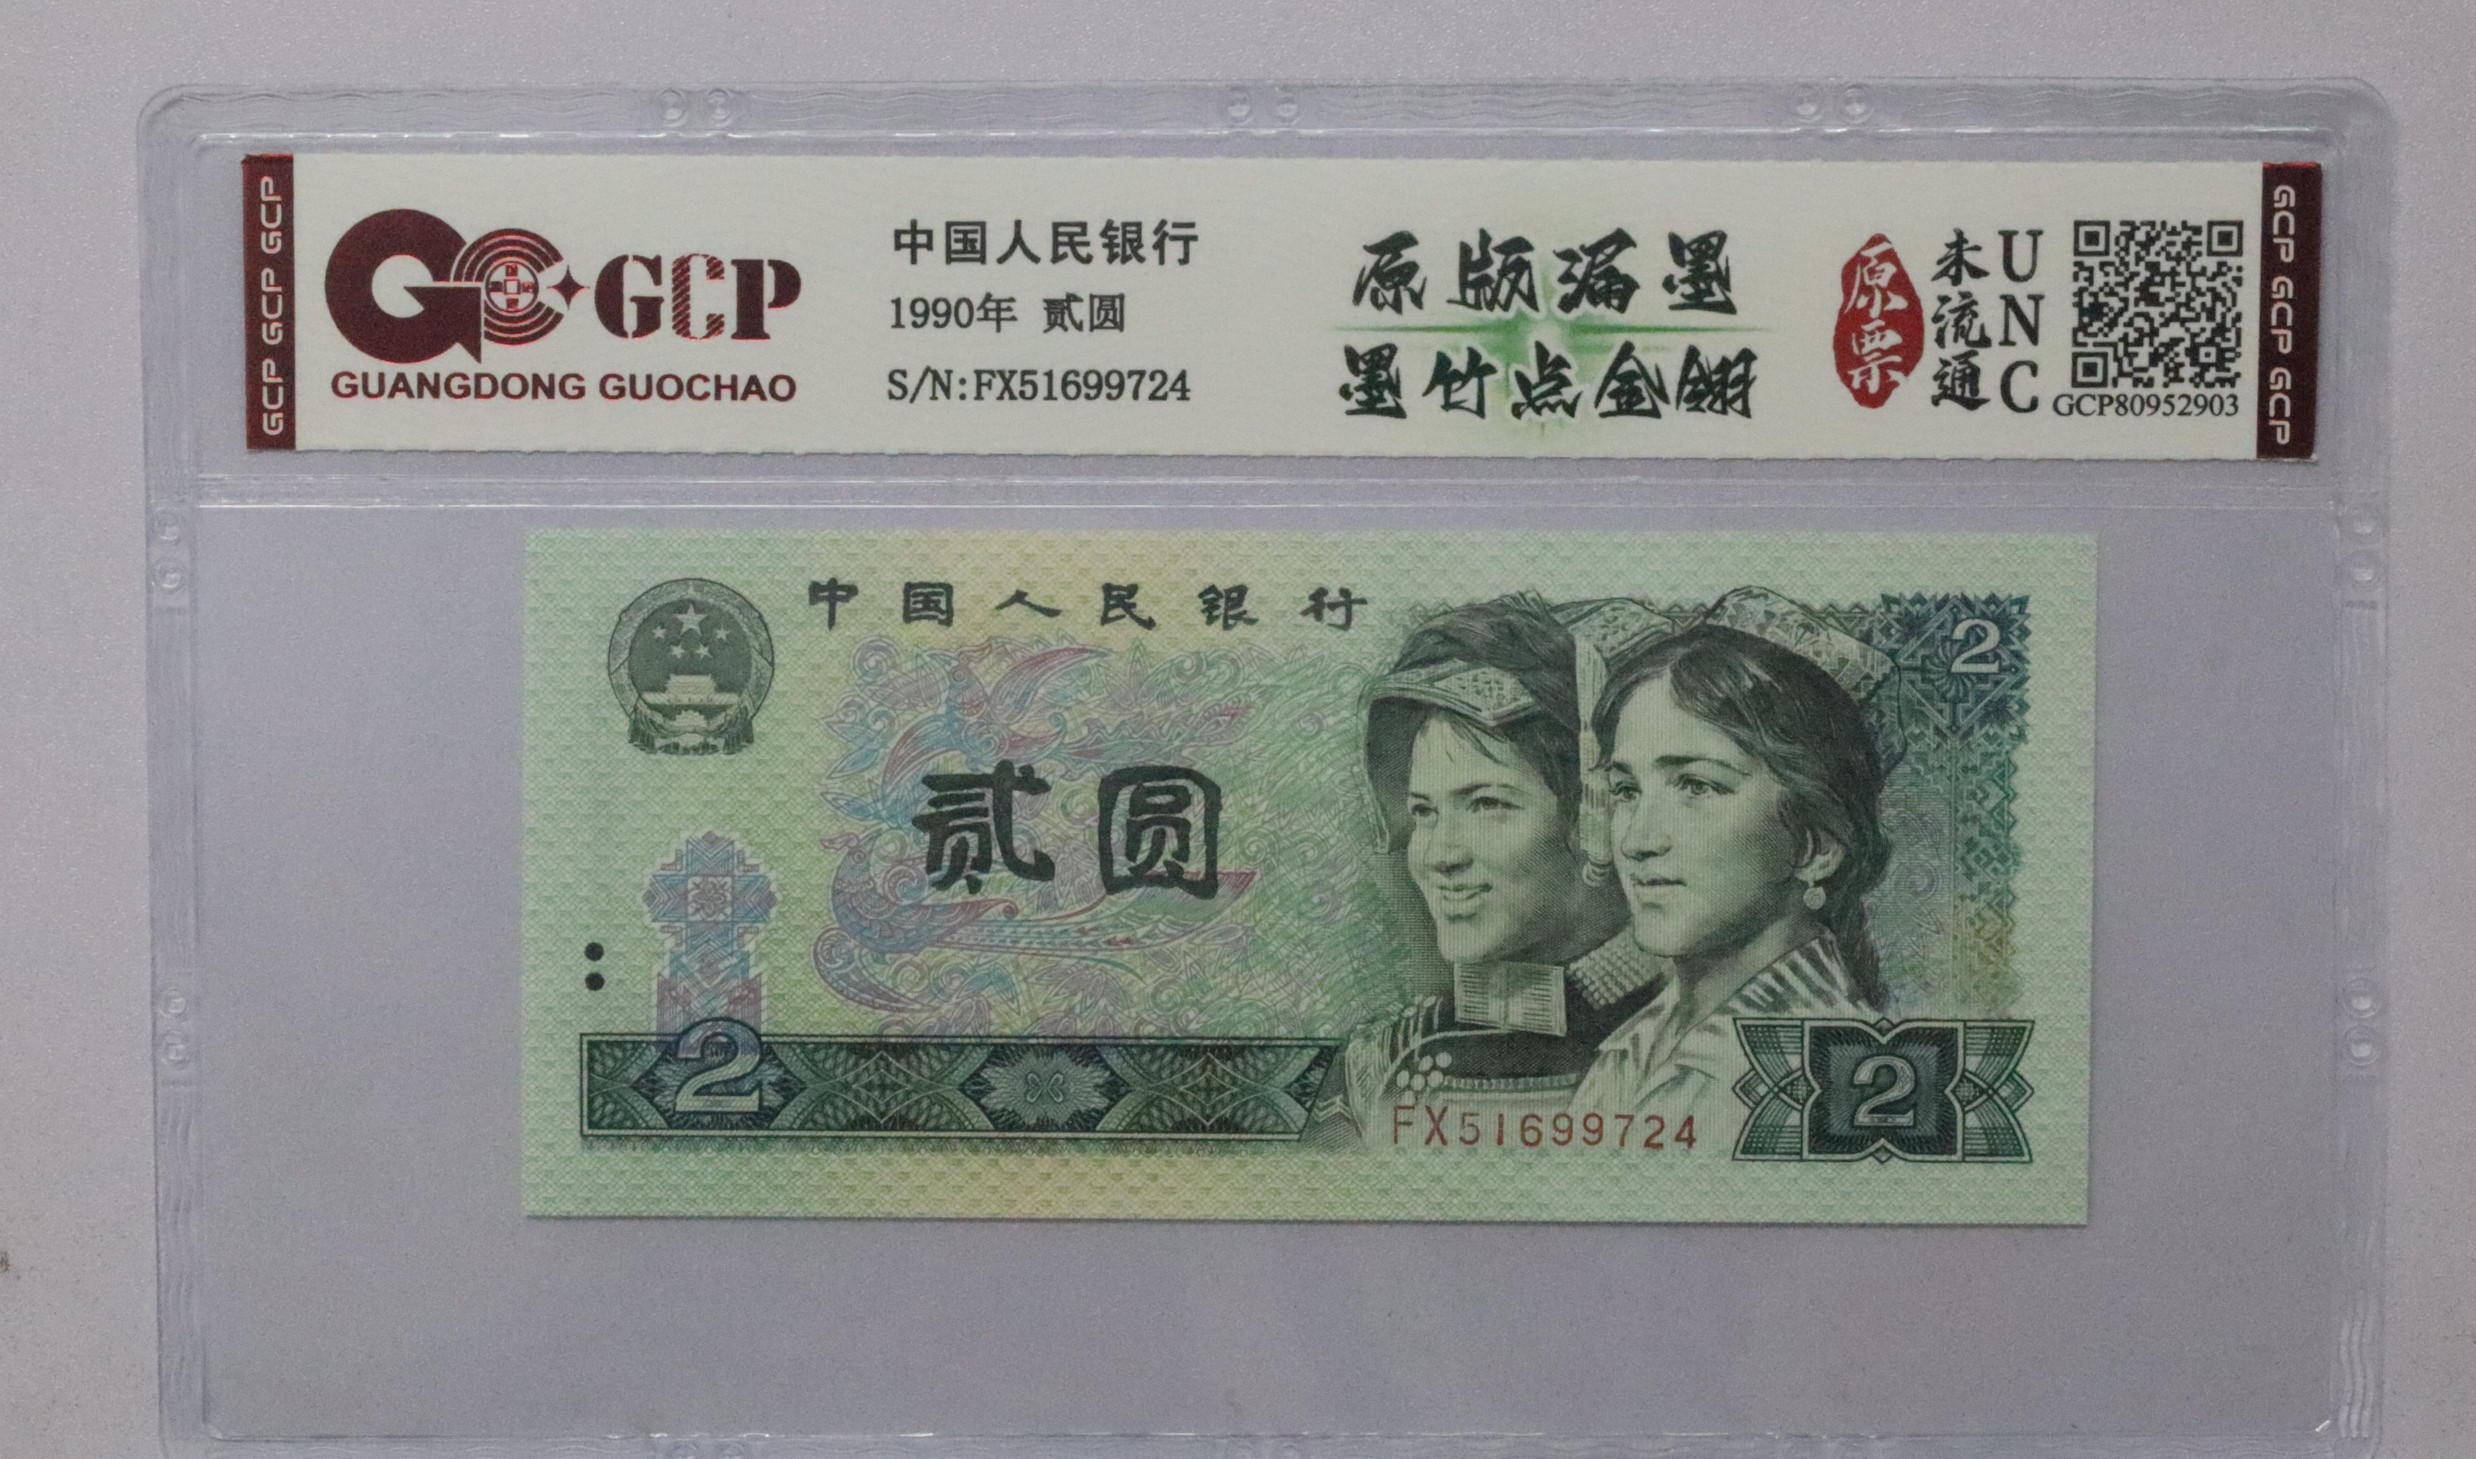 GCP GCP GCP
GCP
GUANGDONG GUOCHAO
中国人民银行
1990年 贰圆
S/N:FX51699724
原版漏墨
墨竹点金翎
原票
未流通
UNC
GCP80952903
GCP GCP GCP
中国人民银行
2
贰圆
2
FX51699724
2